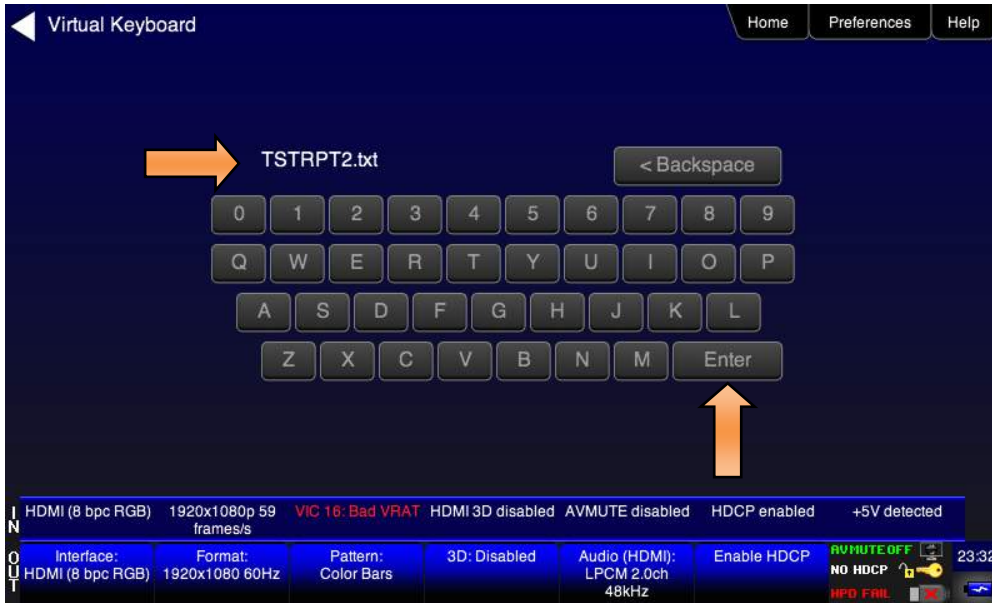 Virtual Keyboard
Home Preferences Help
TSTRPT2.txt < Backspace
0 1 2 3 4 5 6 7 8 9
Q W E R T Y U I O P
A S D F G H J K L
Z X C V B N M Enter
IN
HDMI (8 bpc RGB)
1920x1080p 59
frames/s
VIC 16: Bad VRAT
HDMI 3D disabled
AVMUTE disabled
HDCP enabled
+5V detected
OUT
Interface:
HDMI (8 bpc RGB)
Format:
1920x1080 60Hz
Pattern:
Color Bars
3D: Disabled
Audio (HDMI):
LPCM 2.0ch
48kHz
Enable HDCP
AVMUTE OFF
NO HDCP
HPD FAIL
23:32